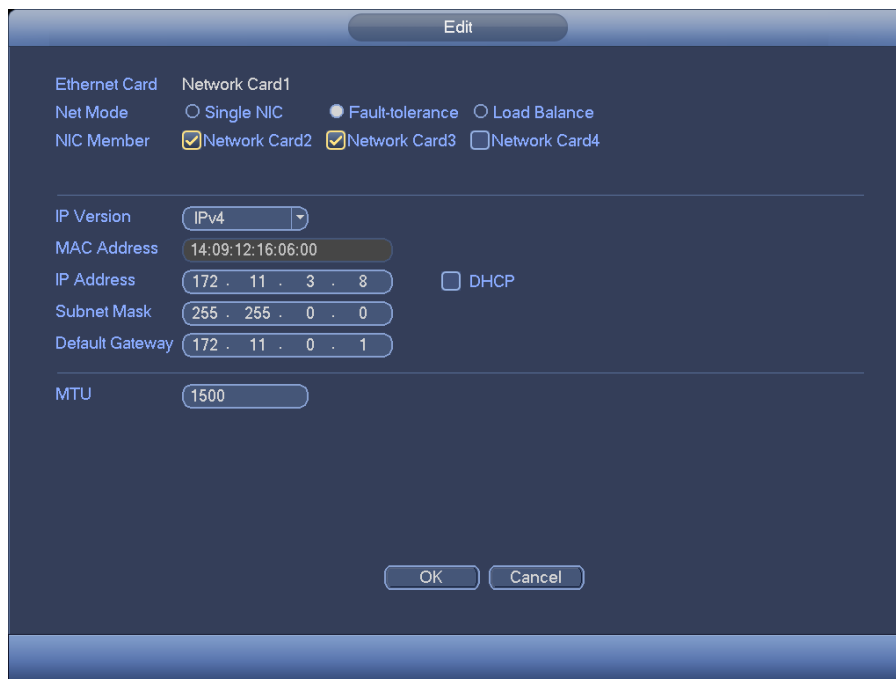 Edit
Ethernet Card Network Card1
Net Mode Single NIC Fault-tolerance Load Balance
NIC Member Network Card2 Network Card3 Network Card4
IP Version IPv4
MAC Address 14:09:12:16:06:00
IP Address 172 . 11 . 3 . 8 DHCP
Subnet Mask 255 . 255 . 0 . 0
Default Gateway 172 . 11 . 0 . 1
MTU 1500
OK Cancel